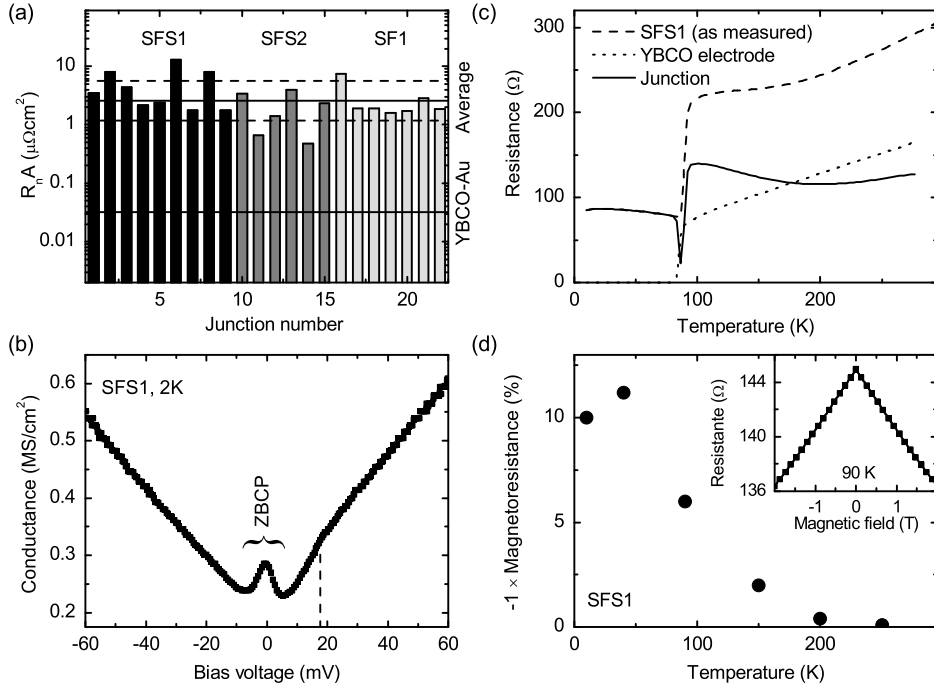 (a)
SFS1 SFS2 SF1
10
1
0.1
0.01
RnA (μΩcm2)
Average
YBCO-Au
5 10 15 20
Junction number
(c)
SFS1 (as measured)
YBCO electrode
Junction
300
200
100
0
Resistance (Ω)
0 100 200
Temperature (K)
(b)
SFS1, 2K
ZBCP
0.6
0.5
0.4
0.3
0.2
Conductance (MS/cm2)
-60 -40 -20 0 20 40 60
Bias voltage (mV)
(d)
10
5
0
-1 × Magnetoresistance (%)
SFS1
0 100 200
Temperature (K)
144
140
136
Resistante (Ω)
90 K
-1 0 1
Magnetic field (T)